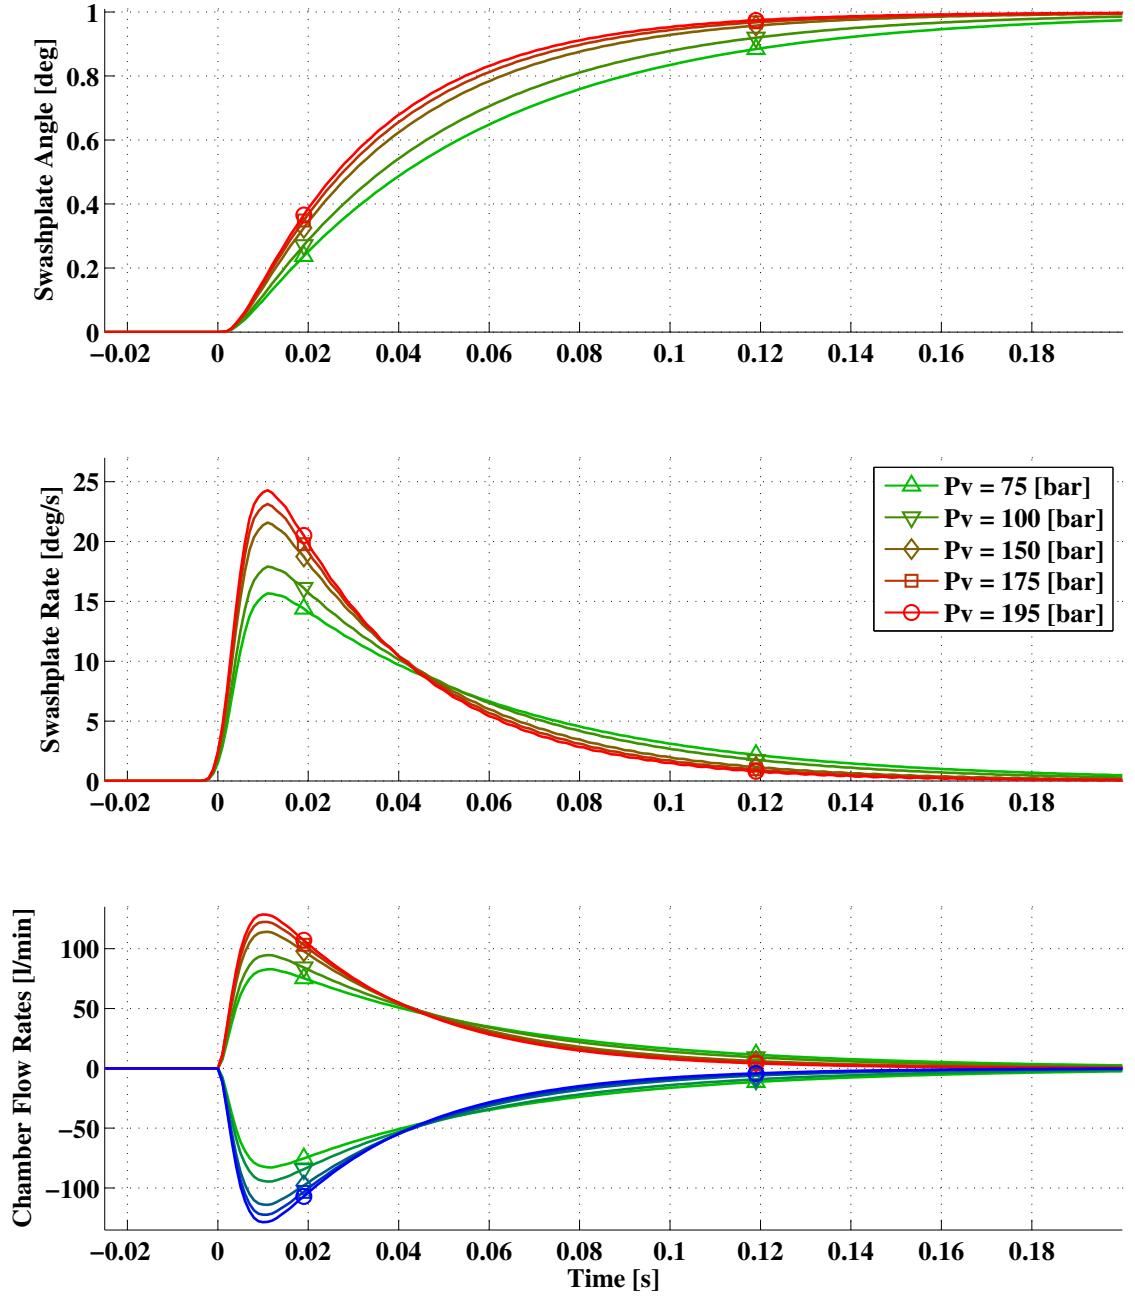 Swashplate Angle [deg]
1
0.8
0.6
0.4
0.2
0
−0.02 0 0.02 0.04 0.06 0.08 0.1 0.12 0.14 0.16 0.18
Swashplate Rate [deg/s]
25
20
15
10
5
0
Pv = 75 [bar]
Pv = 100 [bar]
Pv = 150 [bar]
Pv = 175 [bar]
Pv = 195 [bar]
−0.02 0 0.02 0.04 0.06 0.08 0.1 0.12 0.14 0.16 0.18
Chamber Flow Rates [l/min]
100
50
0
−50
−100
−0.02 0 0.02 0.04 0.06 0.08 0.1 0.12 0.14 0.16 0.18
Time [s]